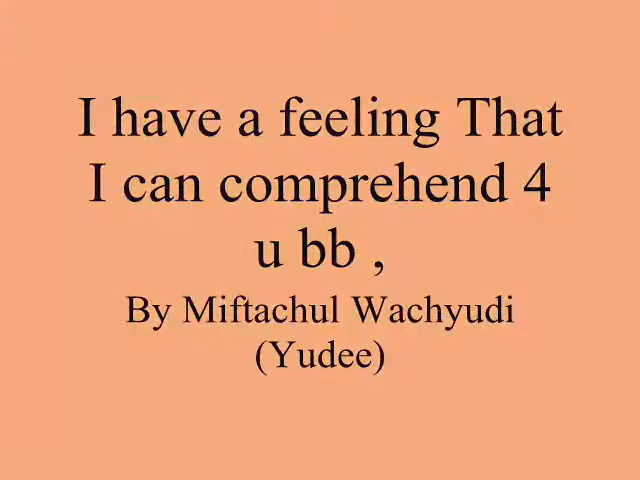 I have a feeling That
I can comprehend 4
u bb ,
By Miftachul Wachyudi
(Yudee)